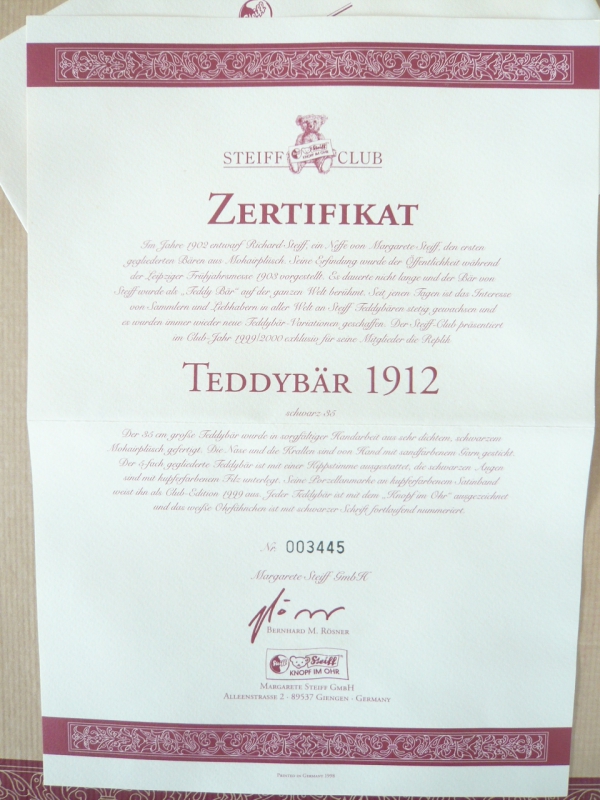 STEIFF CLUB
Steiff
KNOPF IM OHR
ZERTIFIKAT
Im Jahre 1902 entwarf Richard Steiff, ein Neffe von Margarete Steiff, den ersten
gegliederten Bären aus Mohairplüsch. Seine Erfindung wurde der Öffentlichkeit während
der Leipziger Frühjahrsmesse 1903 vorgestellt. Es dauerte nicht lange und der Bär von
Steiff wurde als „Teddy Bär“ auf der ganzen Welt berühmt. Seit jenen Tagen ist das Interesse
von Sammlern und Liebhabern in aller Welt an Steiff Teddybären stetig gewachsen und
es wurden immer wieder neue Teddybär-Variationen geschaffen. Der Steiff Club präsentiert
im Club-Jahr 1999/2000 exklusiv für seine Mitglieder die Replik
TEDDYBÄR 1912
schwarz 35
Der 35 cm große Teddybär wurde in sorgfältiger Handarbeit aus sehr dichtem, schwarzem
Mohairplüsch gefertigt. Die Nase und die Krallen sind von Hand mit sandfarbenem Garn gestickt.
Der 5-fach gegliederte Teddybär ist mit einer Kippstimme ausgestattet, die schwarzen Augen
sind mit kupferfarbenem Filz unterlegt. Seine Porzellanmarke an kupferfarbenem Satinband
weist ihn als Club-Edition 1999 aus. Jeder Teddybär ist mit dem „Knopf im Ohr“ ausgezeichnet
und das weiße Ohrfähnchen ist mit schwarzer Schrift fortlaufend nummeriert.
Nr. 003445
Margarete Steiff GmbH
BERNHARD M. RÖSNER
Steiff
KNOPF IM OHR
MARGARETE STEIFF GMBH
ALLEENSTRASSE 2 · 89537 GIENGEN · GERMANY
PRINTED IN GERMANY 1998